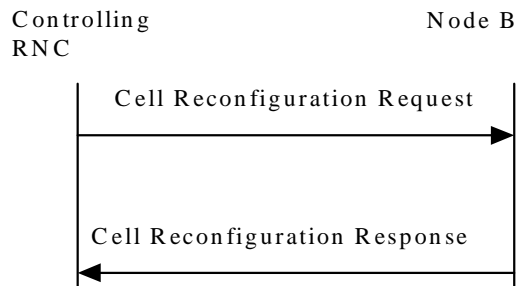 Controlling
RNC
Node B
Cell Reconfiguration Request
Cell Reconfiguration Response